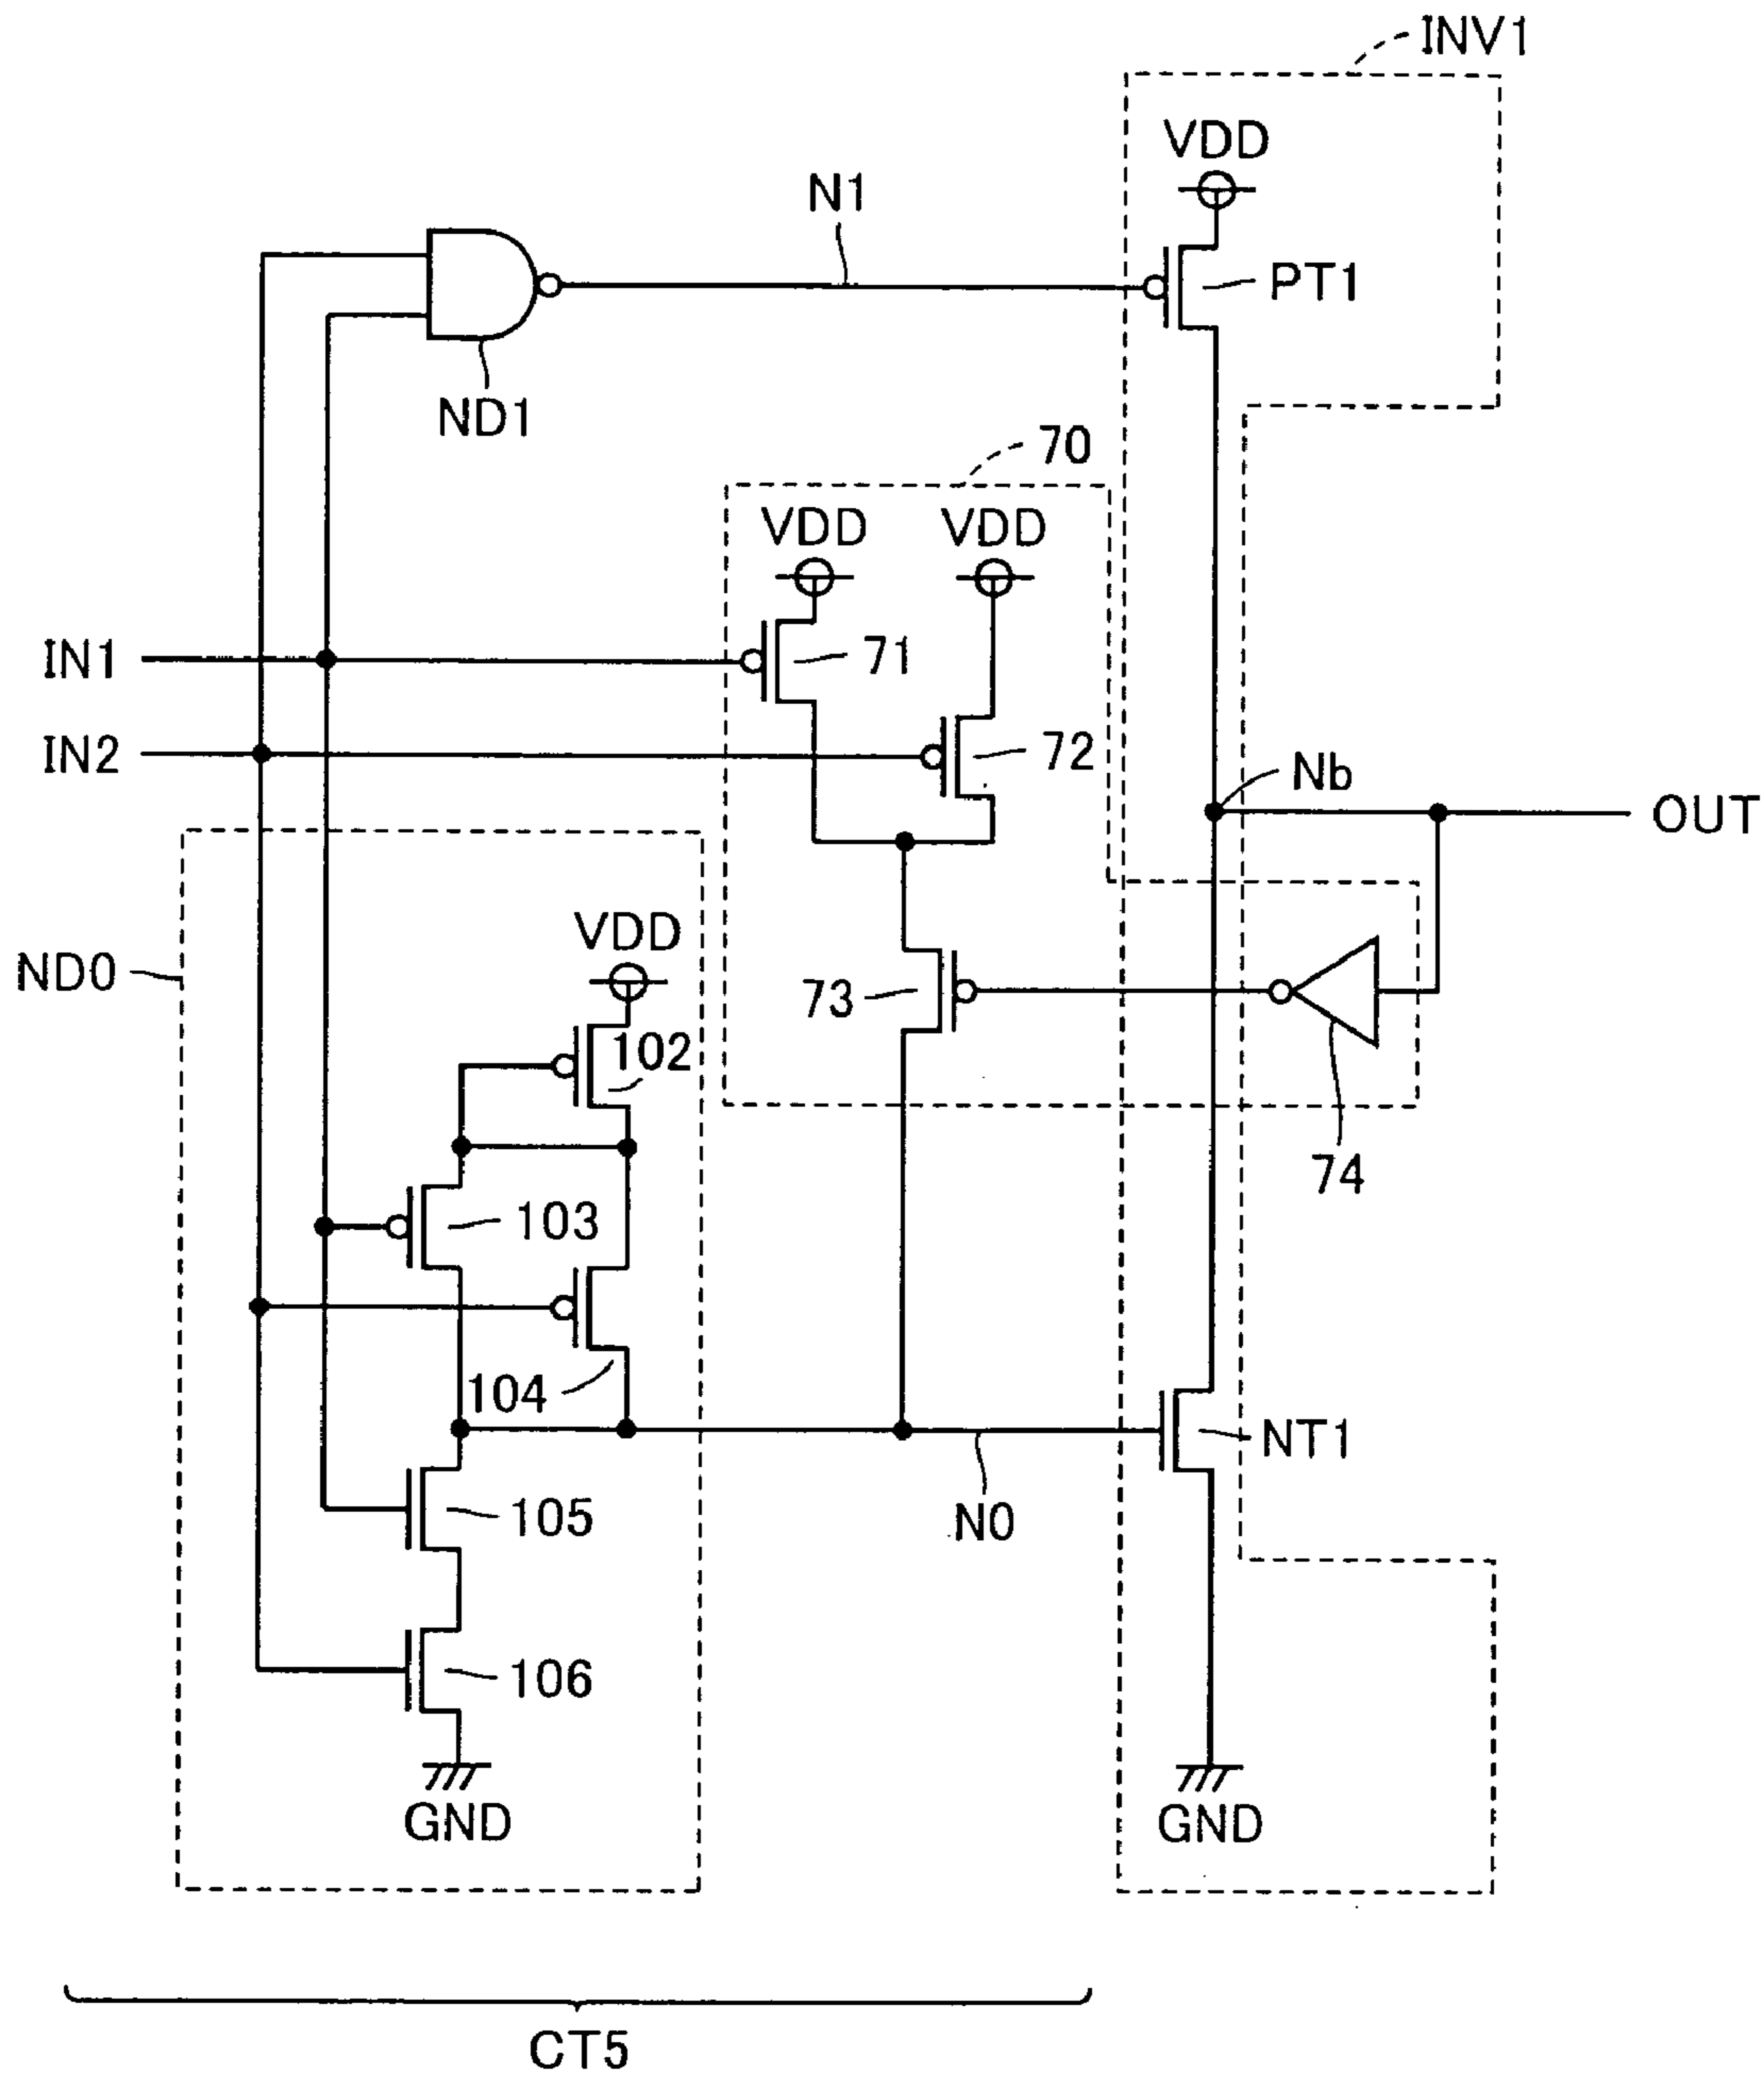 INV1
VDD
N1
PT1
ND1
70
VDD
VDD
IN1
71
IN2
72
Nb
OUT
VDD
ND0
73
102
74
103
104
NT1
105
N0
106
GND
GND
CT5